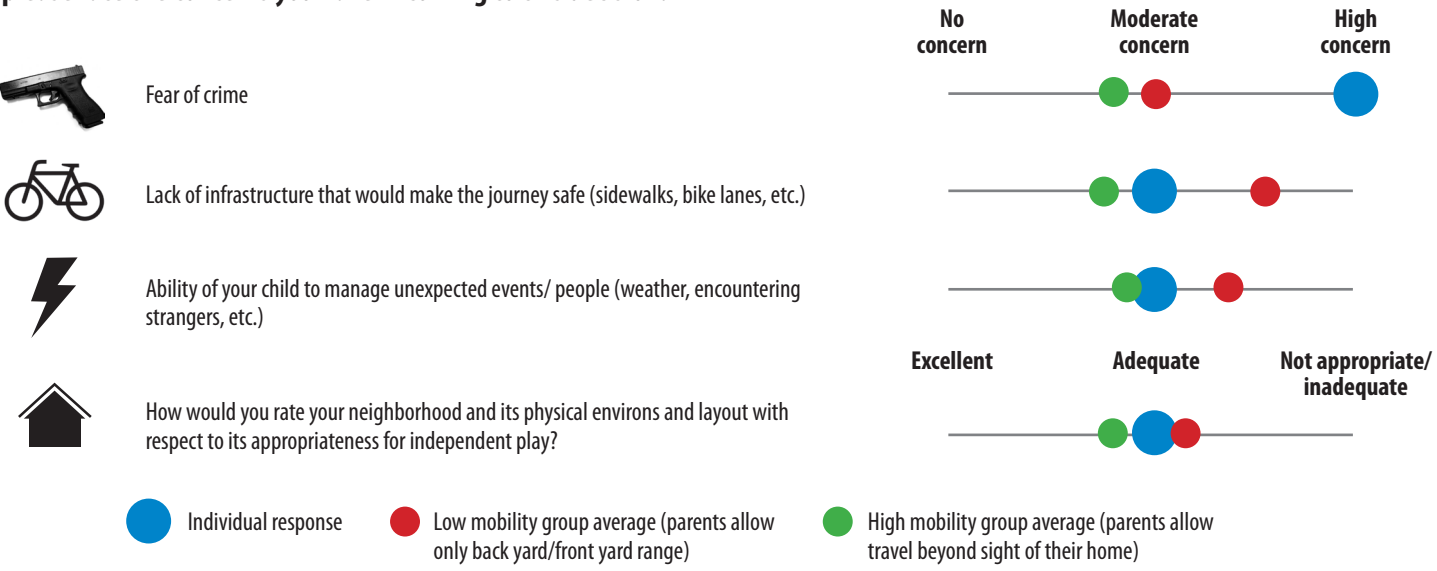 No
concern
Moderate
concern
High
concern
Fear of crime
Lack of infrastructure that would make the journey safe (sidewalks, bike lanes, etc.)
Ability of your child to manage unexpected events/ people (weather, encountering
strangers, etc.)
Excellent
Adequate
Not appropriate/
inadequate
How would you rate your neighborhood and its physical environs and layout with
respect to its appropriateness for independent play?
Individual response
Low mobility group average (parents allow
only back yard/front yard range)
High mobility group average (parents allow
travel beyond sight of their home)